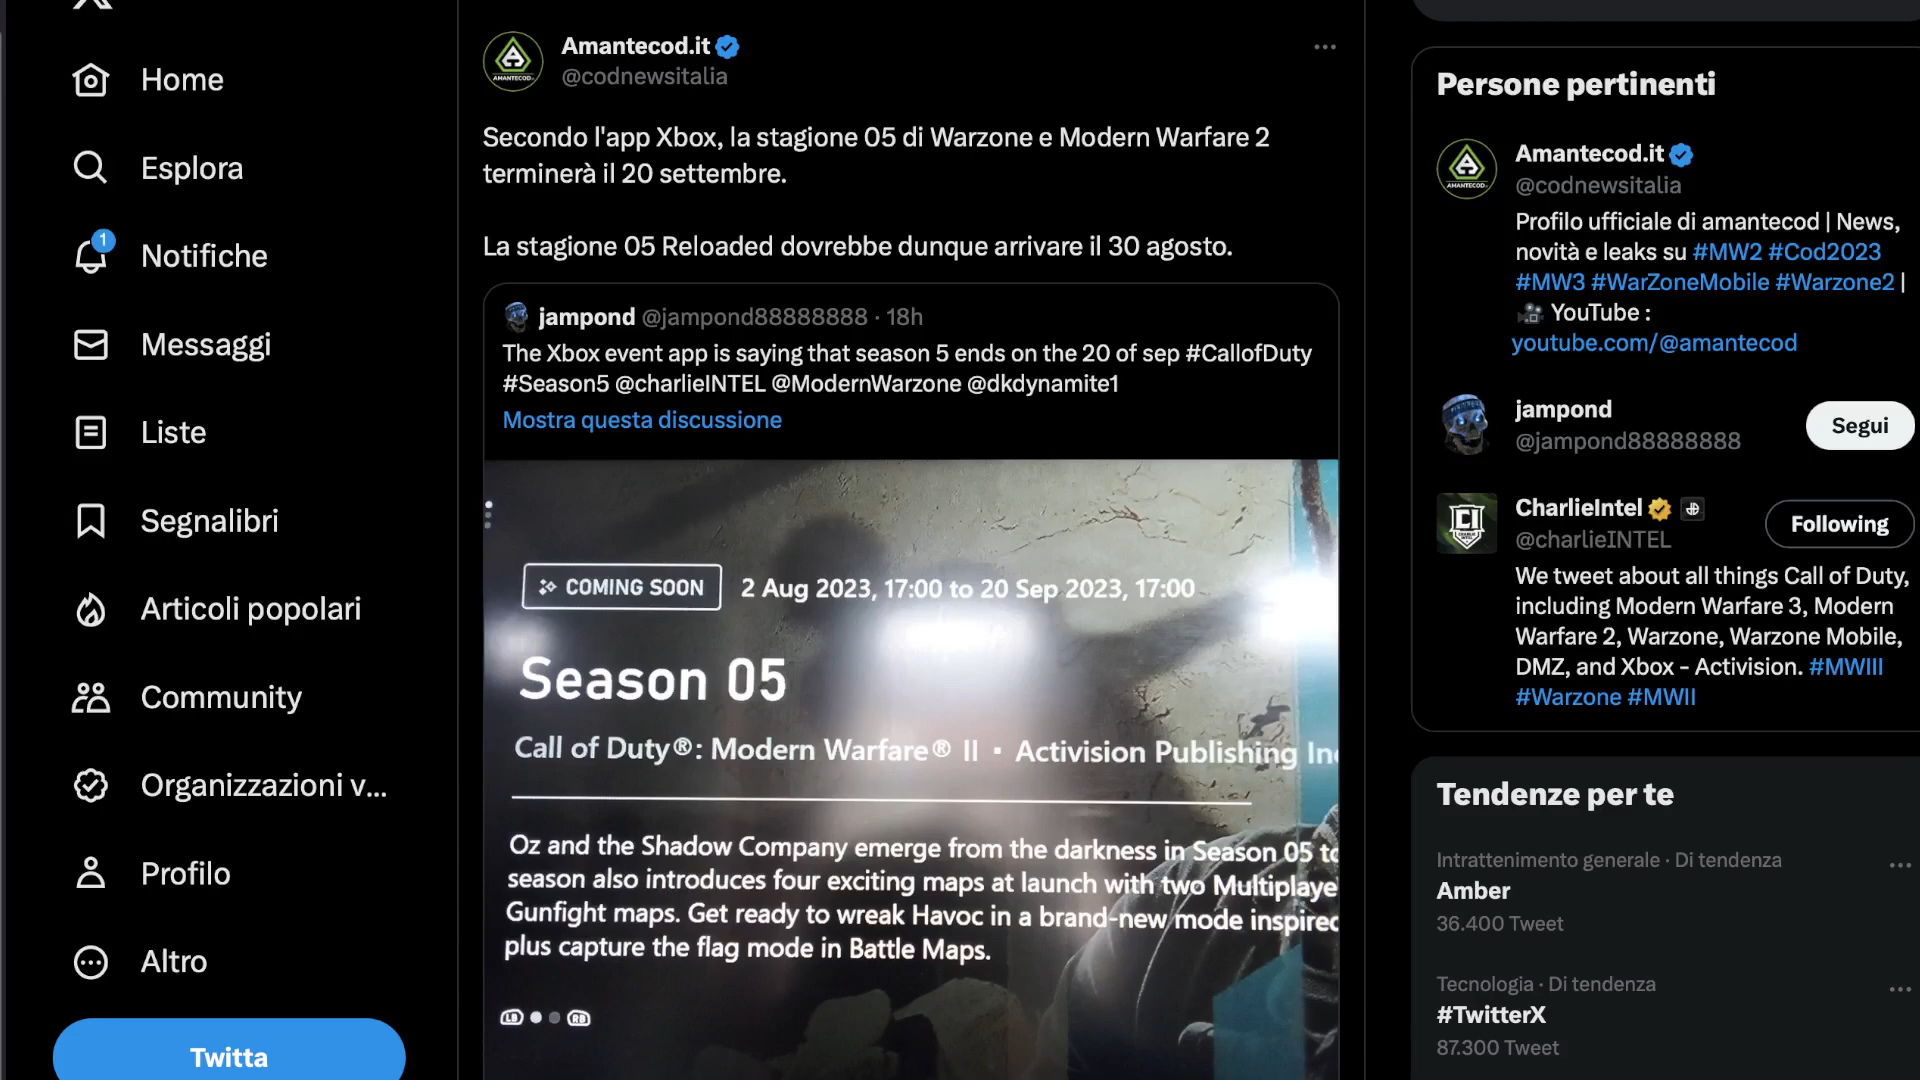 Home
Esplora
1
Notifiche
Messaggi
Liste
Segnalibri
Articoli popolari
Community
Organizzazioni v...
Profilo
Altro
Twitta
AMANTECOD
Amantecod.it
@codnewsitalia
Secondo l'app Xbox, la stagione 05 di Warzone e Modern Warfare 2
terminerà il 20 settembre.
La stagione 05 Reloaded dovrebbe dunque arrivare il 30 agosto.
jampond @jampond88888888 · 18h
The Xbox event app is saying that season 5 ends on the 20 of sep #CallofDuty
#Season5 @charlieINTEL @ModernWarzone @dkdynamite1
Mostra questa discussione
COMING SOON 2 Aug 2023, 17:00 to 20 Sep 2023, 17:00
Season 05
Call of Duty®: Modern Warfare® II · Activision Publishing Inc
Oz and the Shadow Company emerge from the darkness in Season 05 to
season also introduces four exciting maps at launch with two Multiplaye
Gunfight maps. Get ready to wreak Havoc in a brand-new mode inspired
plus capture the flag mode in Battle Maps.
LB RB
Persone pertinenti
AMANTECOD
Amantecod.it
@codnewsitalia
Profilo ufficiale di amantecod | News,
novità e leaks su #MW2 #Cod2023
#MW3 #WarZoneMobile #Warzone2 |
YouTube :
youtube.com/@amantecod
jampond
@jampond88888888
Segui
CI
CharlieIntel
@charlieINTEL
Following
We tweet about all things Call of Duty,
including Modern Warfare 3, Modern
Warfare 2, Warzone, Warzone Mobile,
DMZ, and Xbox - Activision. #MWIII
#Warzone #MWII
Tendenze per te
Intrattenimento generale · Di tendenza
Amber
36.400 Tweet
Tecnologia · Di tendenza
#TwitterX
87.300 Tweet